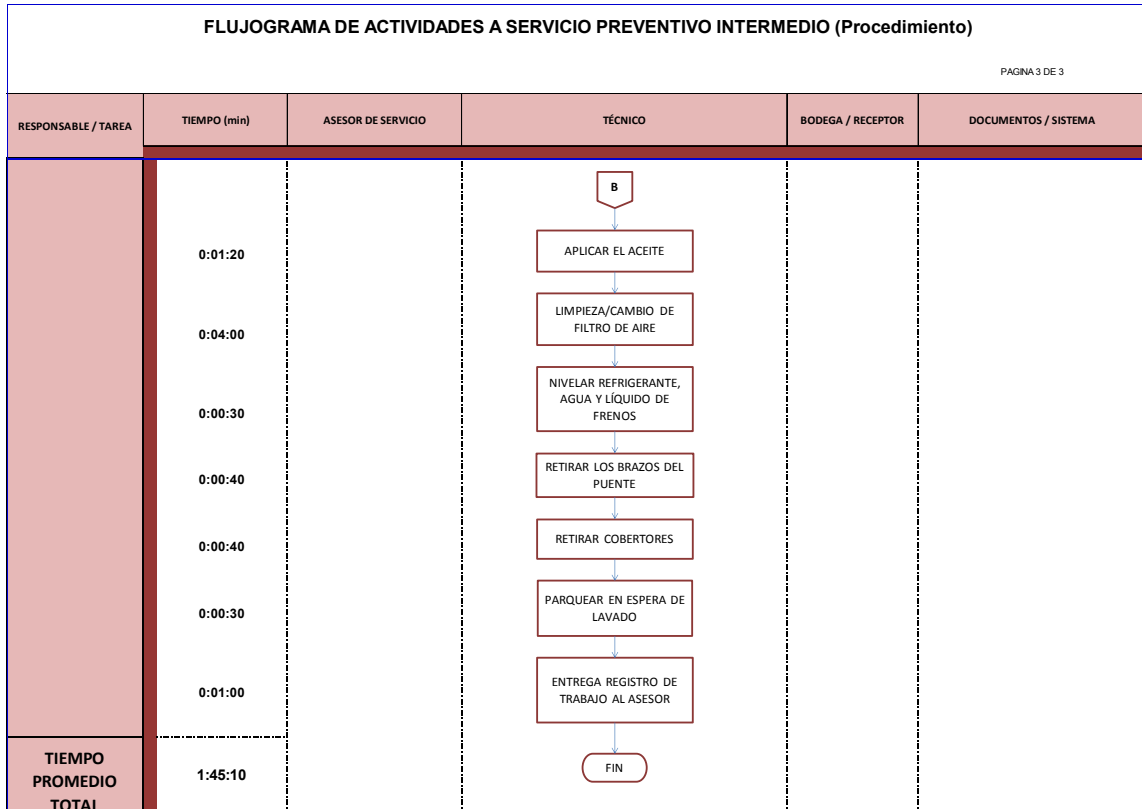 FLUJOGRAMA DE ACTIVIDADES A SERVICIO PREVENTIVO INTERMEDIO (Procedimiento)
PAGINA 3 DE 3
RESPONSABLE / TAREA
TIEMPO (min)
ASESOR DE SERVICIO
TÉCNICO
BODEGA / RECEPTOR
DOCUMENTOS / SISTEMA
B
0:01:20
APLICAR EL ACEITE
0:04:00
LIMPIEZA/CAMBIO DE
FILTRO DE AIRE
0:00:30
NIVELAR REFRIGERANTE,
AGUA Y LÍQUIDO DE
FRENOS
0:00:40
RETIRAR LOS BRAZOS DEL
PUENTE
0:00:40
RETIRAR COBERTORES
0:00:30
PARQUEAR EN ESPERA DE
LAVADO
0:01:00
ENTREGA REGISTRO DE
TRABAJO AL ASESOR
TIEMPO
PROMEDIO
TOTAL
1:45:10
FIN